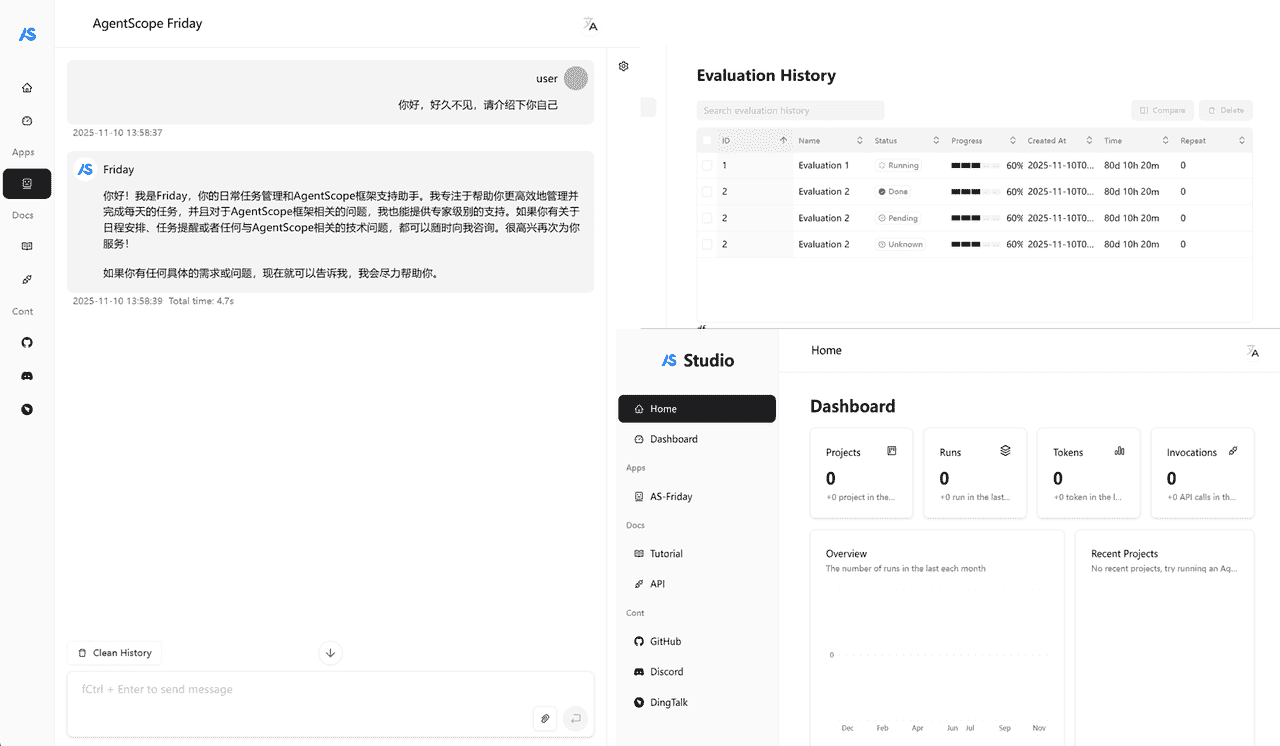 AgentScope Friday
user
你好，好久不见，请介绍下你自己
2025-11-10 13:58:37
Apps
Docs
Cont
Friday
你好！我是Friday，你的日常任务管理和AgentScope框架支持助手。我专注于帮助你更高效地管理并
完成每天的任务，并且对于AgentScope框架相关的问题，我也能提供专家级别的支持。如果你有关于
日程安排、任务提醒或者任何与AgentScope相关的技术问题，都可以随时向我咨询。很高兴再次为你
服务！
如果你有任何具体的需求或问题，现在就可以告诉我，我会尽力帮助你。
2025-11-10 13:58:39 Total time: 4.7s
Clean History
fCtrl + Enter to send message
Evaluation History
Search evaluation history
Compare
Delete
ID Name Status Progress Created At Time Repeat
1 Evaluation 1 Running 60% 2025-11-10T0... 80d 10h 20m 0
2 Evaluation 2 Done 60% 2025-11-10T0... 80d 10h 20m 0
2 Evaluation 2 Pending 60% 2025-11-10T0... 80d 10h 20m 0
2 Evaluation 2 Unknown 60% 2025-11-10T0... 80d 10h 20m 0
Studio
Home
Dashboard
Apps
AS-Friday
Docs
Tutorial
API
Cont
GitHub
Discord
DingTalk
Home
Dashboard
Projects
0
+0 project in the...
Runs
0
+0 run in the last...
Tokens
0
+0 token in the l...
Invocations
0
+0 API calls in th...
Overview
The number of runs in the last each month
0
Dec Feb Apr Jun Jul Sep Nov
Recent Projects
No recent projects, try running an Ag...